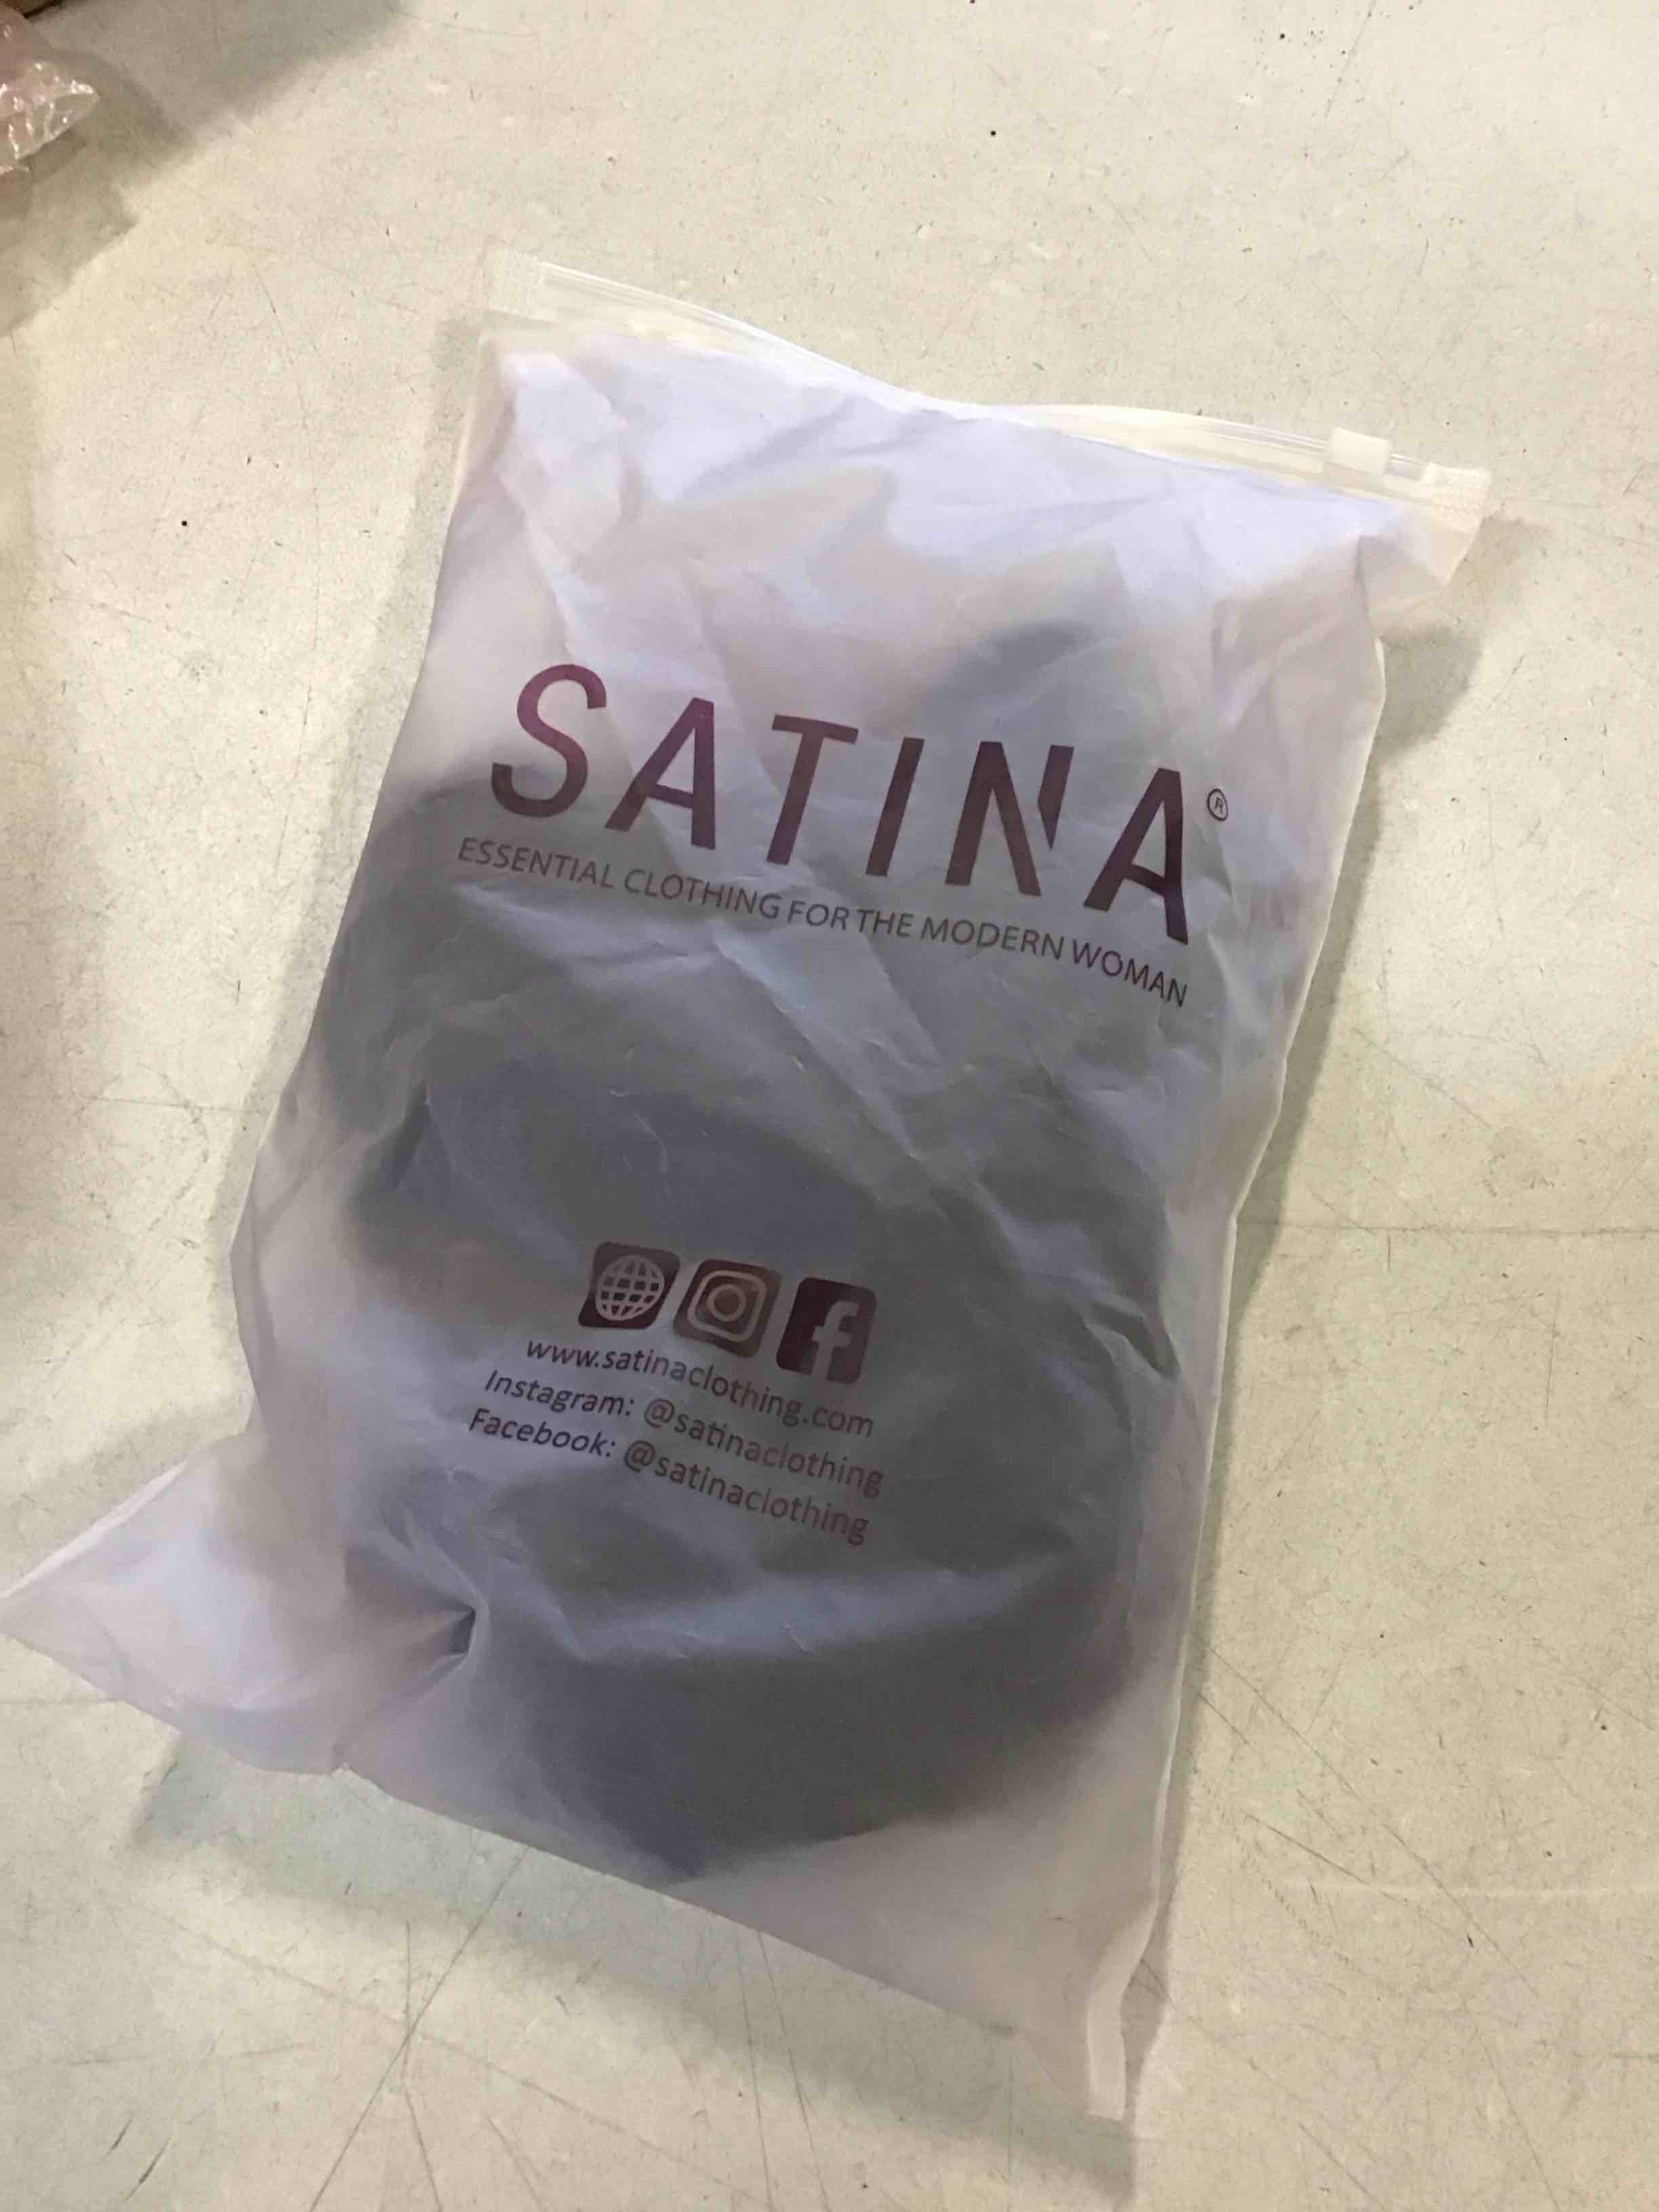 SATINA®
ESSENTIAL CLOTHING FOR THE MODERN WOMAN
www.satinaclothing.com
Instagram: @satinaclothing
Facebook: @satinaclothing